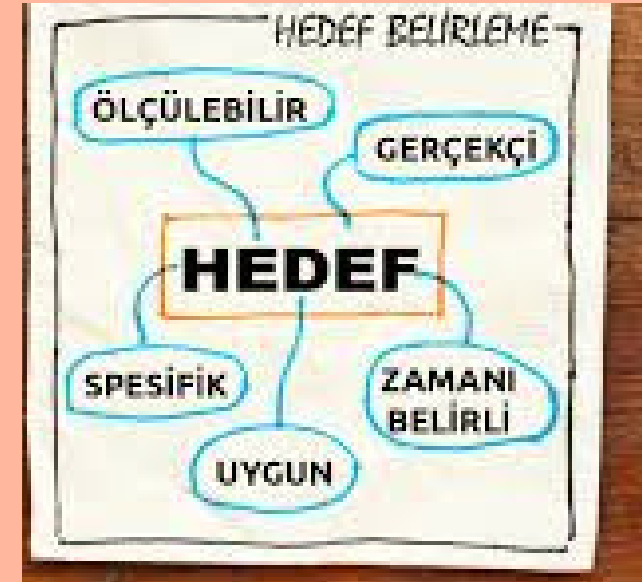 HEDEF BELİRLEME
ÖLÇÜLEBİLİR
GERÇEKÇİ
HEDEF
SPESİFİK
ZAMANI
BELİRLİ
UYGUN